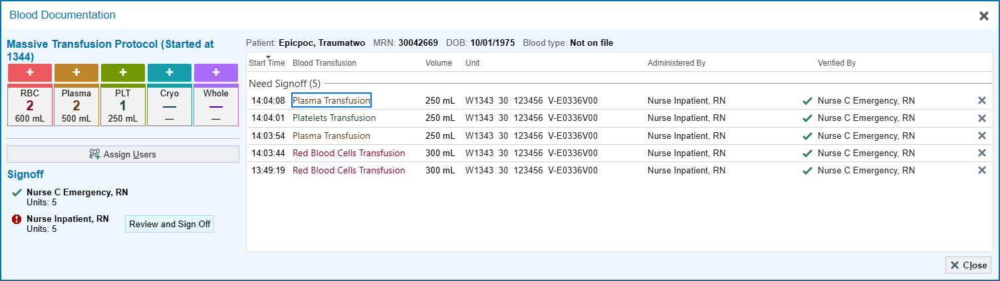 Blood Documentation
Massive Transfusion Protocol (Started at
1344)
+ + + + +
RBC Plasma PLT Cryo Whole
2 2 1 — —
600 mL 500 mL 250 mL — —
Assign Users
Signoff
Nurse C Emergency, RN
Units: 5
Nurse Inpatient, RN
Units: 5
Review and Sign Off
Patient: Epicpoc, Traumatwo MRN: 30042669 DOB: 10/01/1975 Blood type: Not on file
Start Time Blood Transfusion Volume Unit Administered By Verified By
Need Signoff (5)
14:04:08 Plasma Transfusion 250 mL W1343 30 123456 V-E0336V00 Nurse Inpatient, RN Nurse C Emergency, RN
14:04:01 Platelets Transfusion 250 mL W1343 30 123456 V-E0336V00 Nurse Inpatient, RN Nurse C Emergency, RN
14:03:54 Plasma Transfusion 250 mL W1343 30 123456 V-E0336V00 Nurse Inpatient, RN Nurse C Emergency, RN
14:03:44 Red Blood Cells Transfusion 300 mL W1343 30 123456 V-E0336V00 Nurse Inpatient, RN Nurse C Emergency, RN
13:49:19 Red Blood Cells Transfusion 300 mL W1343 30 123456 V-E0336V00 Nurse Inpatient, RN Nurse C Emergency, RN
Close